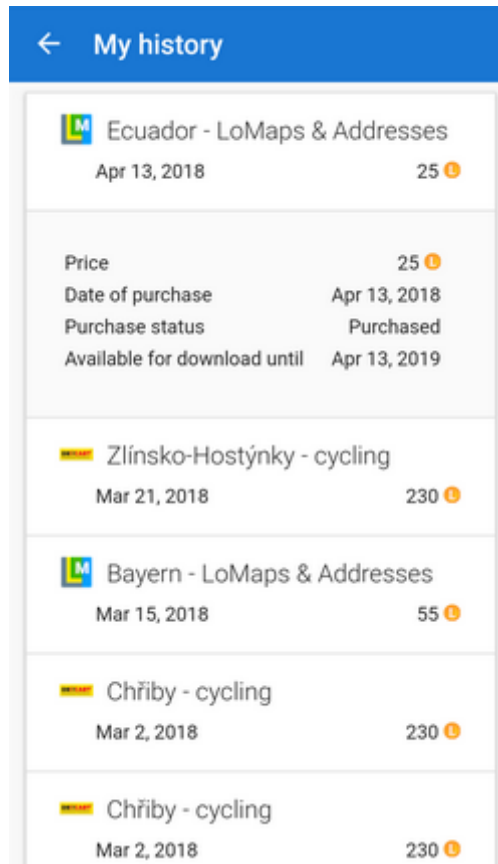 My history
LM Ecuador - LoMaps & Addresses
Apr 13, 2018 25 L
Price 25 L
Date of purchase Apr 13, 2018
Purchase status Purchased
Available for download until Apr 13, 2019
Zlínsko-Hostýnky - cycling
Mar 21, 2018 230 L
LM Bayern - LoMaps & Addresses
Mar 15, 2018 55 L
Chřiby - cycling
Mar 2, 2018 230 L
Chřiby - cycling
Mar 2, 2018 230 L